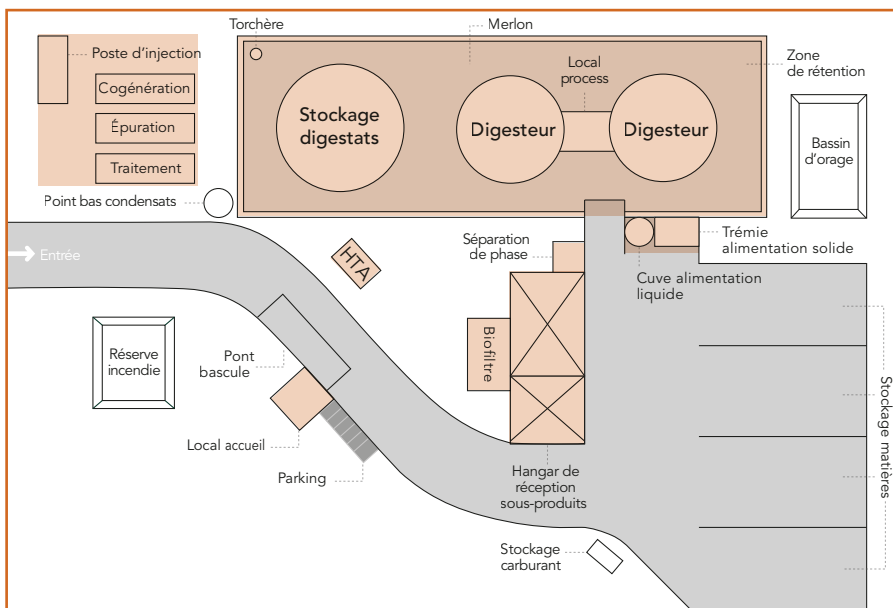 Torchère
Merlon
Poste d'injection
Local
process
Zone
de rétention
Cogénération
Épuration
Traitement
Stockage
digestats
Digesteur
Digesteur
Bassin
d'orage
Point bas condensats
Entrée
HTA
Séparation
de phase
Trémie
alimentation solide
Cuve alimentation
liquide
Réserve
incendie
Pont
bascule
Biofiltre
Stockage matières
Local accueil
Parking
Hangar de
réception
sous-produits
Stockage
carburant